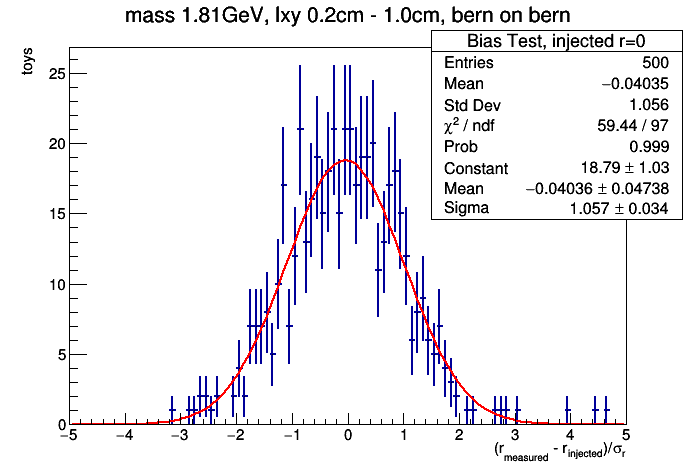 mass 1.81GeV, lxy 0.2cm - 1.0cm, bern on bern
toys
Bias Test, injected r=0
Entries 500
Mean −0.04035
Std Dev 1.056
χ² / ndf 59.44 / 97
Prob 0.999
Constant 18.79 ± 1.03
Mean −0.04036 ± 0.04738
Sigma 1.057 ± 0.034
25
20
15
10
5
0
−5 −4 −3 −2 −1 0 1 2 3 4 5
(r_measured - r_injected)/σ_r